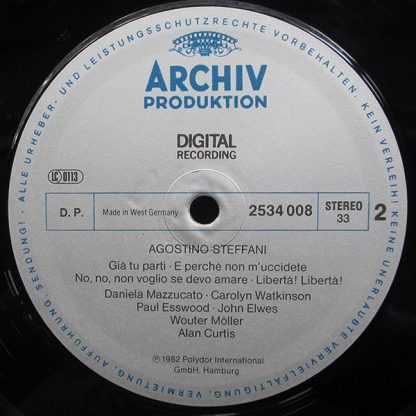 ALLE URHEBER- UND LEISTUNGSSCHUTZRECHTE VORBEHALTEN. KEIN VERLEIH! KEINE UNERLAUBTE VERVIELFÄLTIGUNG, VERMIETUNG, AUFFÜHRUNG, SENDUNG!
ARCHIV
PRODUKTION
DIGITAL
RECORDING
LC 0113
D. P.
Made in West Germany
2534 008
STEREO
33
2
AGOSTINO STEFFANI
Già tu parti · E perchè non m'uccidete
No, no, non voglio se devo amare · Libertà! Libertà!
Daniela Mazzucato · Carolyn Watkinson
Paul Esswood · John Elwes
Wouter Möller
Alan Curtis
Ⓟ 1982 Polydor International
GmbH, Hamburg